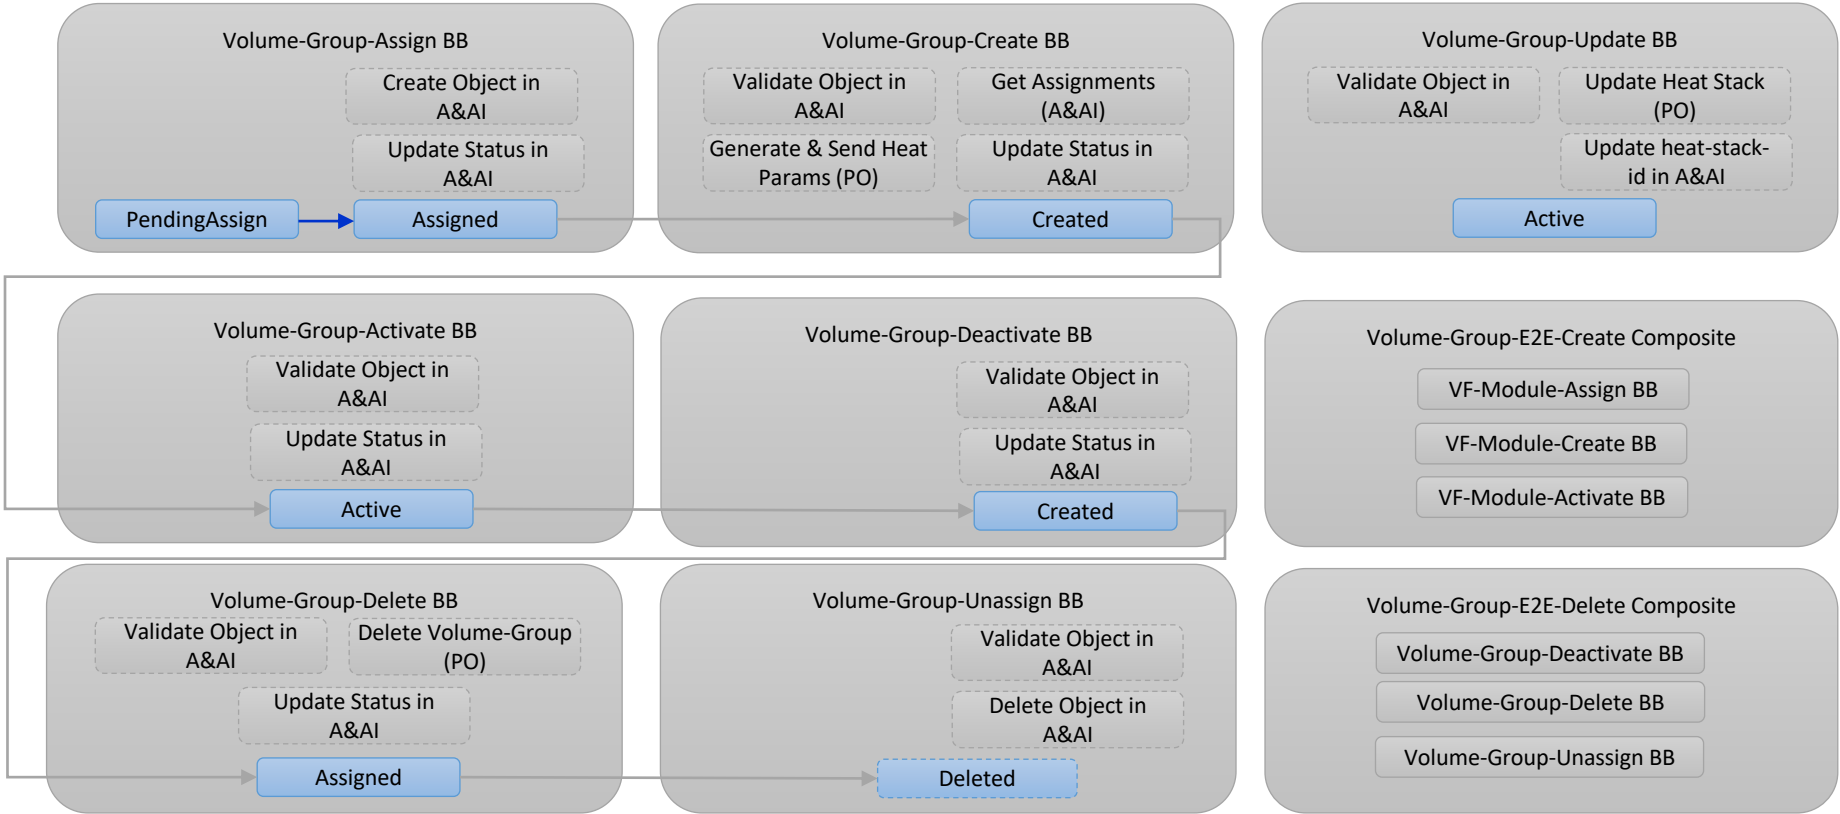 Volume-Group-Assign BB
Create Object in
A&AI
Update Status in
A&AI
PendingAssign
Assigned
Volume-Group-Create BB
Validate Object in
A&AI
Get Assignments
(A&AI)
Generate & Send Heat
Params (PO)
Update Status in
A&AI
Created
Volume-Group-Update BB
Validate Object in
A&AI
Update Heat Stack
(PO)
Update heat-stack-
id in A&AI
Active
Volume-Group-Activate BB
Validate Object in
A&AI
Update Status in
A&AI
Active
Volume-Group-Deactivate BB
Validate Object in
A&AI
Update Status in
A&AI
Created
Volume-Group-E2E-Create Composite
VF-Module-Assign BB
VF-Module-Create BB
VF-Module-Activate BB
Volume-Group-Delete BB
Validate Object in
A&AI
Delete Volume-Group
(PO)
Update Status in
A&AI
Assigned
Volume-Group-Unassign BB
Validate Object in
A&AI
Delete Object in
A&AI
Deleted
Volume-Group-E2E-Delete Composite
Volume-Group-Deactivate BB
Volume-Group-Delete BB
Volume-Group-Unassign BB